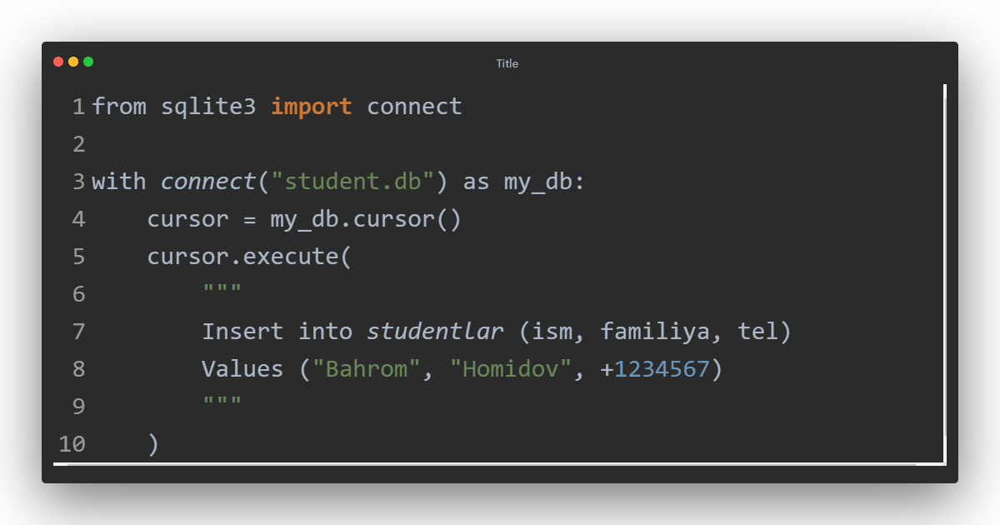 Title
1 from sqlite3 import connect
2
3 with connect("student.db") as my_db:
4     cursor = my_db.cursor()
5     cursor.execute(
6         """
7         Insert into studentlar (ism, familiya, tel)
8         Values ("Bahrom", "Homidov", +1234567)
9         """
10     )